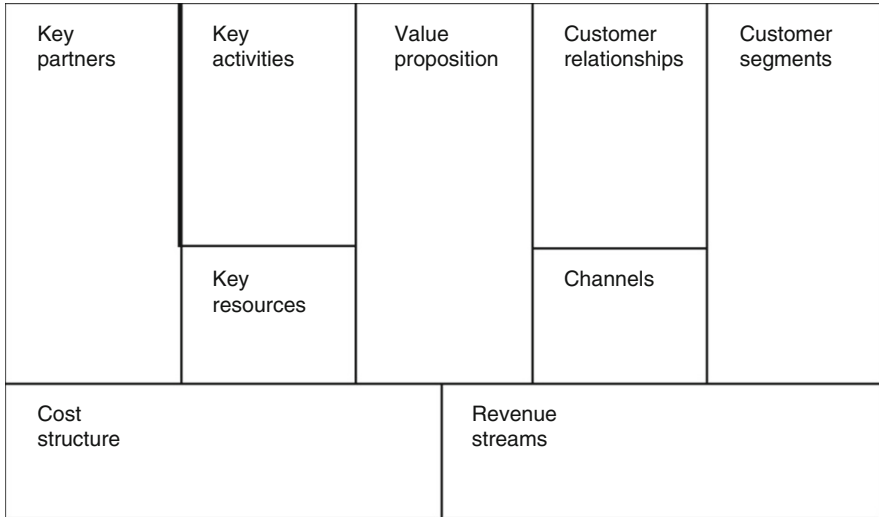 Key
partners
Key
activities
Value
proposition
Customer
relationships
Customer
segments
Key
resources
Channels
Cost
structure
Revenue
streams